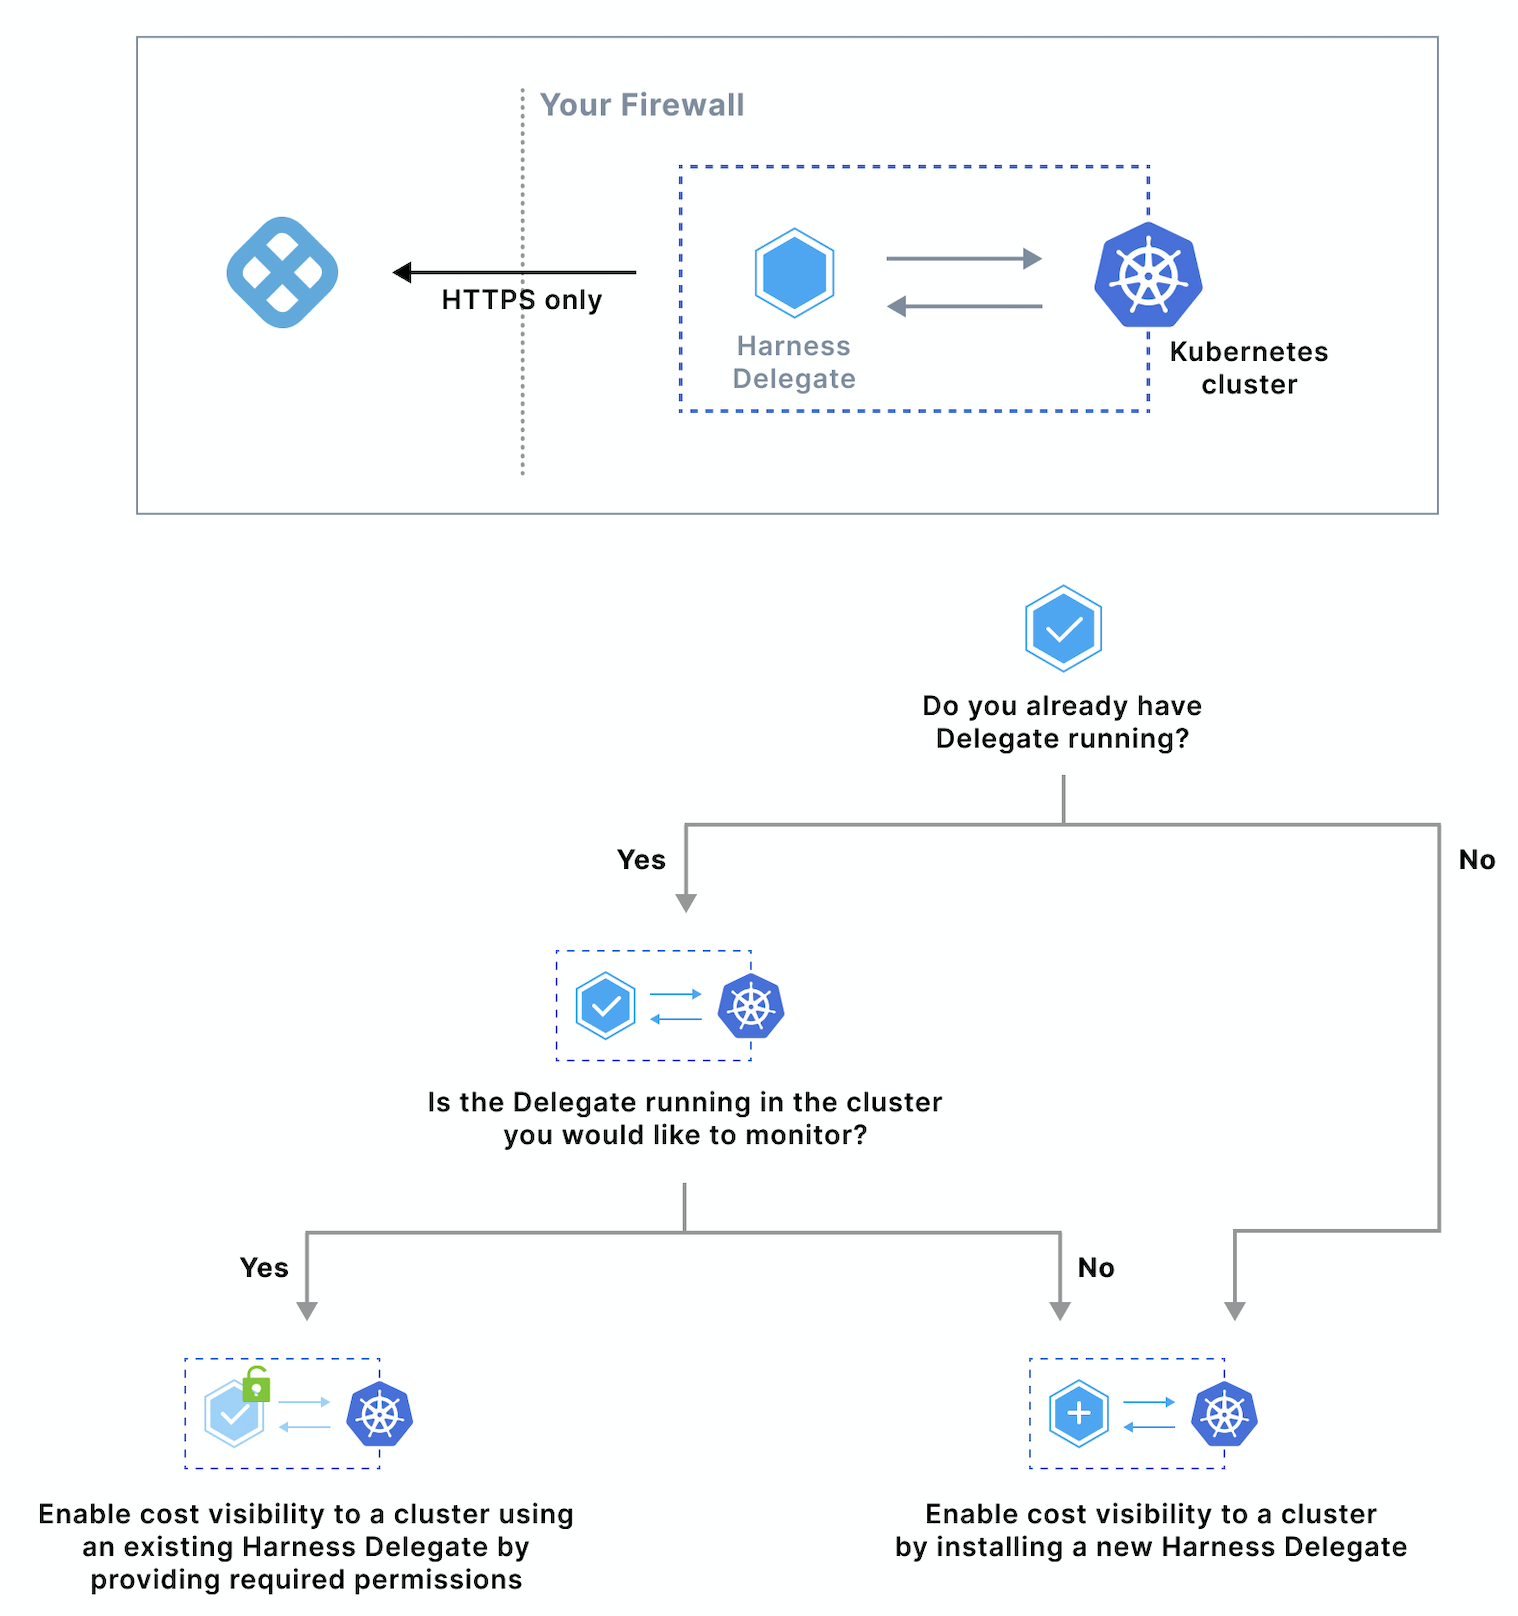 Your Firewall
HTTPS only
Harness
Delegate
Kubernetes
cluster
Do you already have
Delegate running?
Yes
No
Is the Delegate running in the cluster
you would like to monitor?
Yes
No
Enable cost visibility to a cluster using
an existing Harness Delegate by
providing required permissions
Enable cost visibility to a cluster
by installing a new Harness Delegate